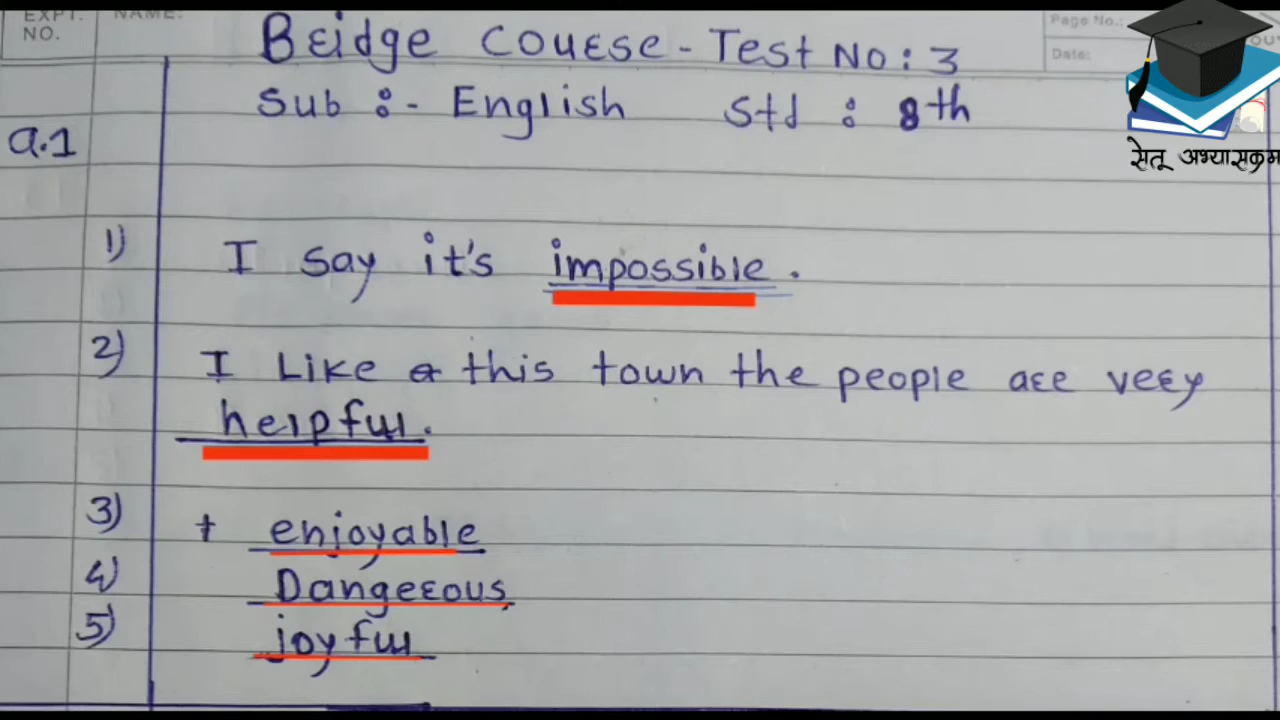 EXPT. NAME:
NO.
Page No.:
Date:
Bridge Course - Test No: 3
Sub :- English Std : 8th
सेतू अभ्यासक्रम
Q.1
1) I say it's impossible.
2) I Like this town the people are very
helpful.
3) + enjoyable
4) Dangerous
5) joyful